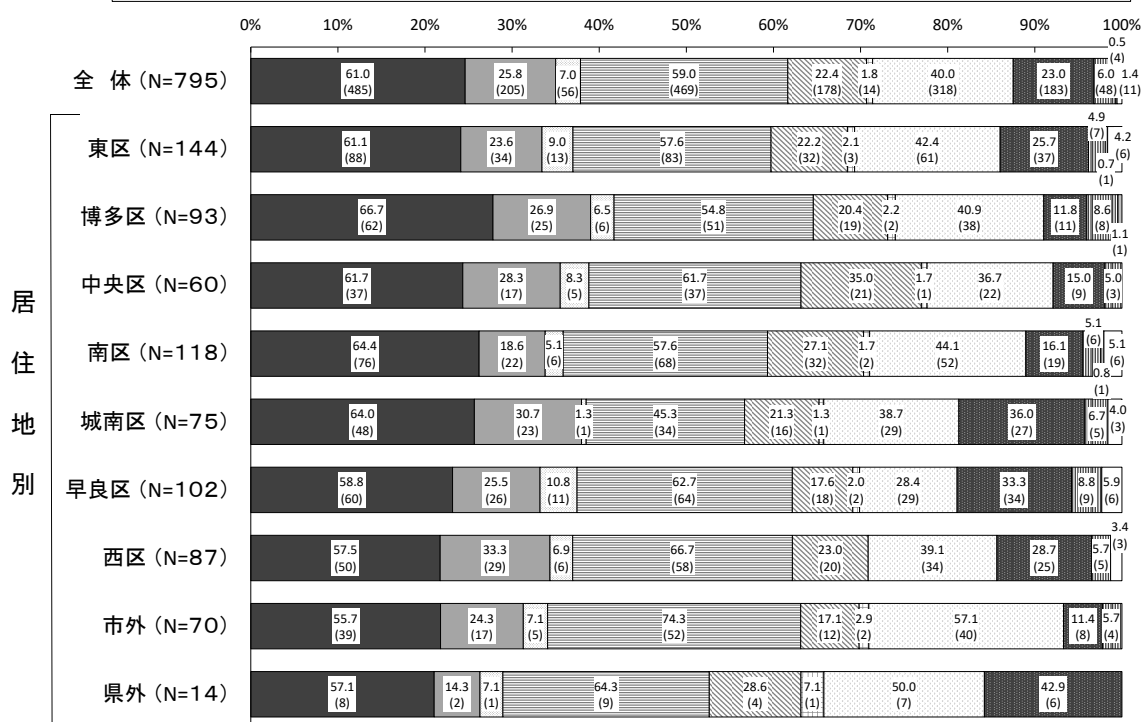 0% 10% 20% 30% 40% 50% 60% 70% 80% 90% 100%
0.5
(4)
全 体 (N=795) 61.0 25.8 7.0 59.0 22.4 1.8 40.0 23.0 6.0 1.4
(485) (205) (56) (469) (178) (14) (318) (183) (48) (11)
東区 (N=144) 61.1 23.6 9.0 57.6 22.2 2.1 42.4 25.7 4.9 0.7 4.2
(88) (34) (13) (83) (32) (3) (61) (37) (7) (1) (6)
博多区 (N=93) 66.7 26.9 6.5 54.8 20.4 2.2 40.9 11.8 8.6 1.1
(62) (25) (6) (51) (19) (2) (38) (11) (8) (1)
中央区 (N=60) 61.7 28.3 8.3 61.7 35.0 1.7 36.7 15.0 5.0
(37) (17) (5) (37) (21) (1) (22) (9) (3)
南区 (N=118) 64.4 18.6 5.1 57.6 27.1 1.7 44.1 16.1 5.1 0.8 5.1
(76) (22) (6) (68) (32) (2) (52) (19) (6) (1) (6)
城南区 (N=75) 64.0 30.7 1.3 45.3 21.3 1.3 38.7 36.0 6.7 4.0
(48) (23) (1) (34) (16) (1) (29) (27) (5) (3)
早良区 (N=102) 58.8 25.5 10.8 62.7 17.6 2.0 28.4 33.3 8.8 5.9
(60) (26) (11) (64) (18) (2) (29) (34) (9) (6)
西区 (N=87) 57.5 33.3 6.9 66.7 23.0 39.1 28.7 5.7 3.4
(50) (29) (6) (58) (20) (34) (25) (5) (3)
市外 (N=70) 55.7 24.3 7.1 74.3 17.1 2.9 57.1 11.4 5.7
(39) (17) (5) (52) (12) (2) (40) (8) (4)
県外 (N=14) 57.1 14.3 7.1 64.3 28.6 7.1 50.0 42.9
(8) (2) (1) (9) (4) (1) (7) (6)
居住地別